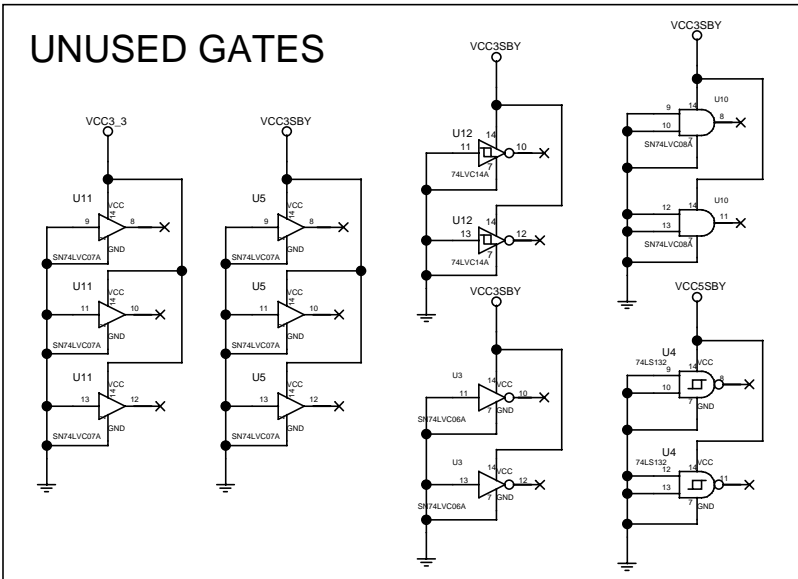 UNUSED GATES
VCC3_3
U11
VCC
14
9
8
GND
SN74LVC07A
U11
VCC
14
11
10
GND
SN74LVC07A
U11
VCC
14
13
12
GND
SN74LVC07A
VCC3SBY
U5
VCC
14
9
8
GND
SN74LVC07A
U5
VCC
14
11
10
GND
SN74LVC07A
U5
VCC
14
13
12
GND
SN74LVC07A
VCC3SBY
U12
14
11
10
7
74LVC14A
U12
14
13
12
7
74LVC14A
VCC3SBY
U3
14
11
10
7
GND
SN74LVC06A
U3
14
13
12
7
GND
SN74LVC06A
VCC3SBY
U10
14
9
10
8
7
SN74LVC08A
U10
14
12
13
11
7
SN74LVC08A
VCC5SBY
U4
74LS132
VCC
14
9
10
8
7
GND
U4
74LS132
VCC
14
12
13
11
7
GND